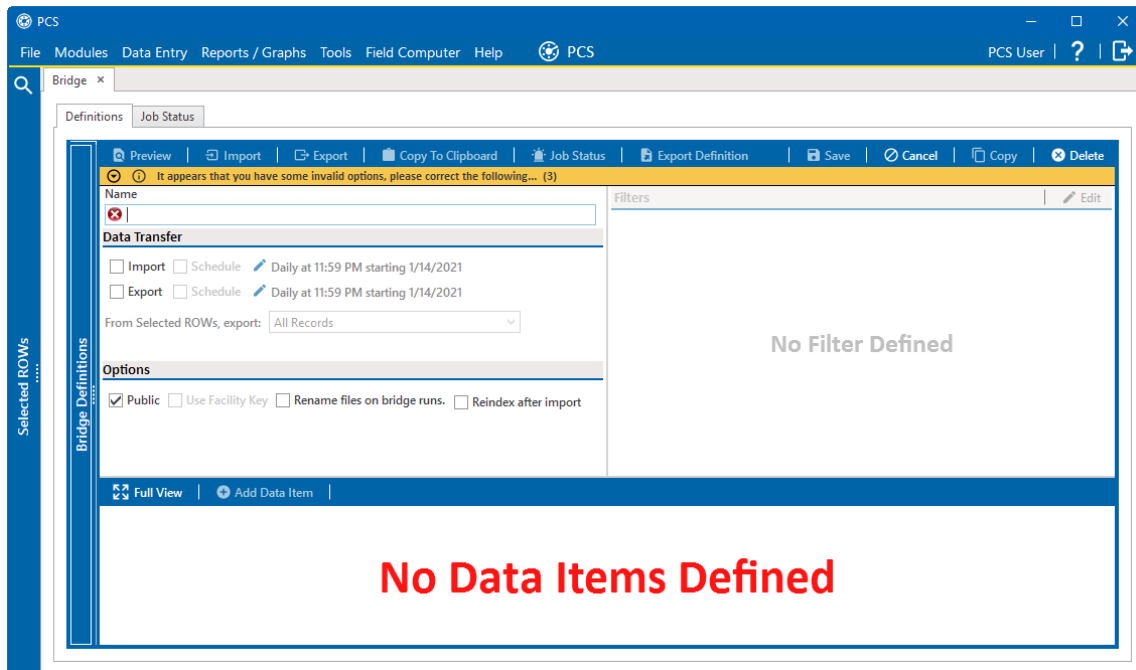 PCS
File Modules Data Entry Reports / Graphs Tools Field Computer Help PCS PCS User | ? |
Bridge ×
Definitions Job Status
Preview | Import | Export | Copy To Clipboard | Job Status | Export Definition | Save | Cancel | Copy | Delete
It appears that you have some invalid options, please correct the following... (3)
Name
Filters | Edit
Data Transfer
Import Schedule Daily at 11:59 PM starting 1/14/2021
Export Schedule Daily at 11:59 PM starting 1/14/2021
From Selected ROWs, export: All Records
No Filter Defined
Selected ROWs
Bridge Definitions
Options
Public Use Facility Key Rename files on bridge runs. Reindex after import
Full View | Add Data Item |
No Data Items Defined